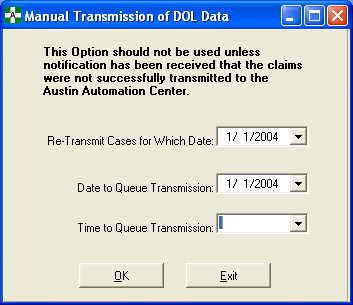 Manual Transmission of DOL Data
This Option should not be used unless
notification has been received that the claims
were not successfully transmitted to the
Austin Automation Center.
Re-Transmit Cases for Which Date: 1/ 1/2004
Date to Queue Transmission: 1/ 1/2004
Time to Queue Transmission:
OK Exit